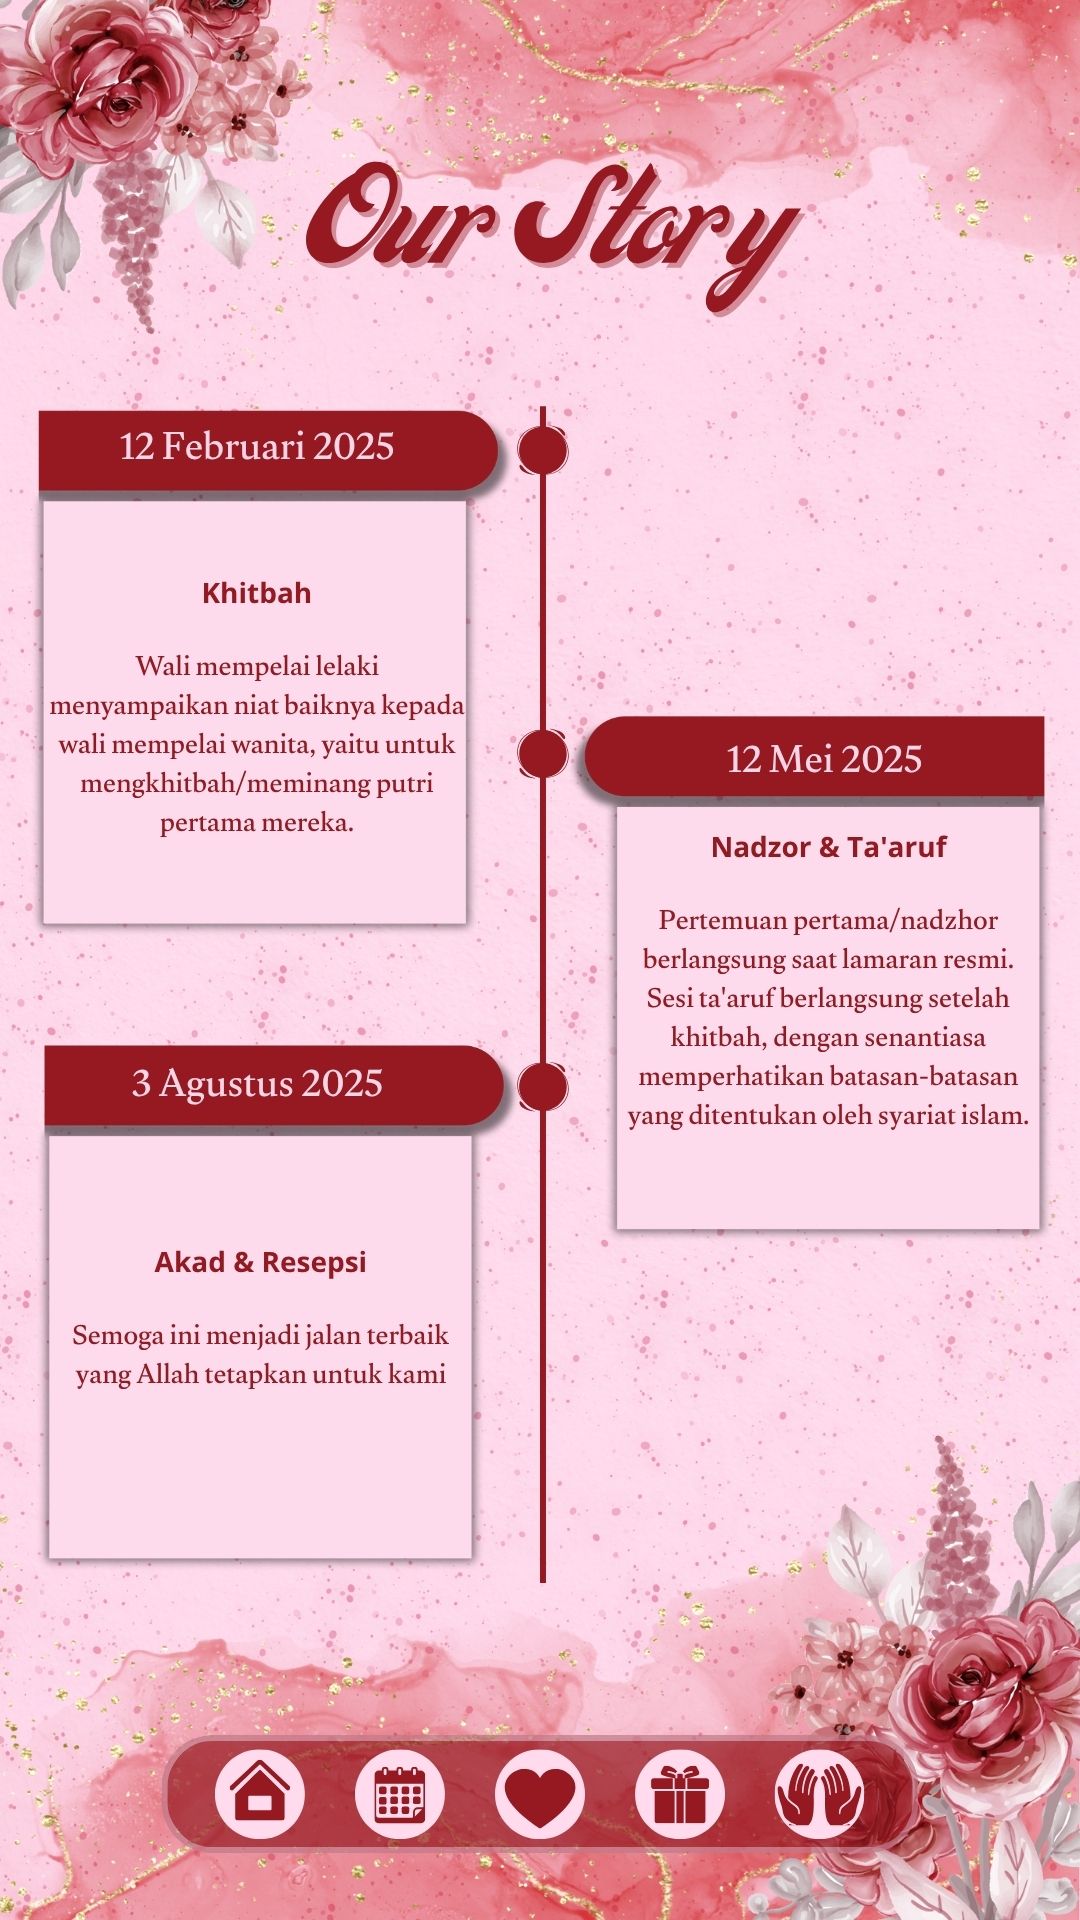 Our Story
12 Februari 2025
Khitbah
Wali mempelai lelaki
menyampaikan niat baiknya kepada
wali mempelai wanita, yaitu untuk
mengkhitbah/meminang putri
pertama mereka.
12 Mei 2025
Nadzor & Ta'aruf
Pertemuan pertama/nadzhor
berlangsung saat lamaran resmi.
Sesi ta'aruf berlangsung setelah
khitbah, dengan senantiasa
memperhatikan batasan-batasan
yang ditentukan oleh syariat islam.
3 Agustus 2025
Akad & Resepsi
Semoga ini menjadi jalan terbaik
yang Allah tetapkan untuk kami